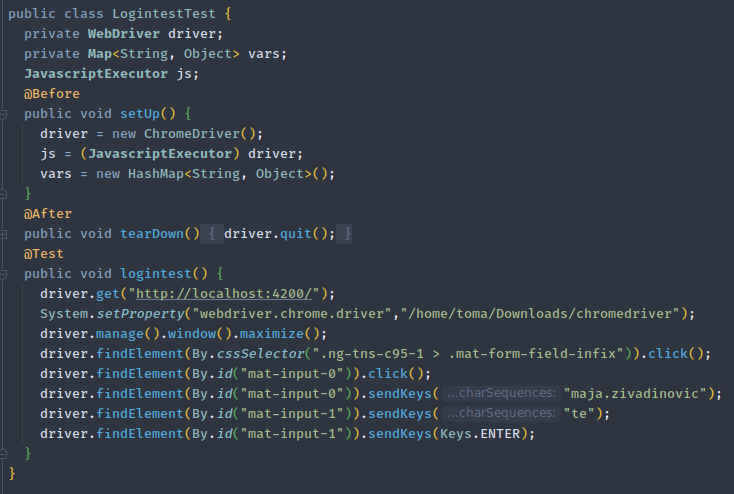 public class LogintestTest {
  private WebDriver driver;
  private Map<String, Object> vars;
  JavascriptExecutor js;
  @Before
  public void setUp() {
    driver = new ChromeDriver();
    js = (JavascriptExecutor) driver;
    vars = new HashMap<String, Object>();
  }
  @After
  public void tearDown() { driver.quit(); }
  @Test
  public void logintest() {
    driver.get("http://localhost:4200/");
    System.setProperty("webdriver.chrome.driver","/home/toma/Downloads/chromedriver");
    driver.manage().window().maximize();
    driver.findElement(By.cssSelector(".ng-tns-c95-1 > .mat-form-field-infix")).click();
    driver.findElement(By.id("mat-input-0")).click();
    driver.findElement(By.id("mat-input-0")).sendKeys( ...charSequences: "maja.zivadinovic");
    driver.findElement(By.id("mat-input-1")).sendKeys( ...charSequences: "te");
    driver.findElement(By.id("mat-input-1")).sendKeys(Keys.ENTER);
  }
}